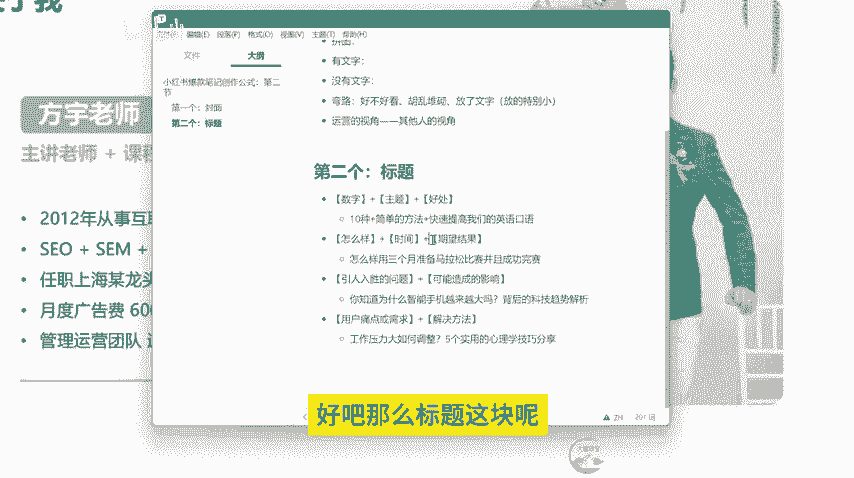 方宇老师
主讲老师 + 课程
2012年从事互联
SEO + SEM +
任职上海某龙头
月度广告费 600
管理运营团队
编辑(E) 段落(P) 格式(O) 视图(V) 主题(T) 帮助(H)
文件 大纲
小红书爆款笔记创作公式：第二节
第一个：封面
第二个：标题
拼图：
有文字：
没有文字：
弯路：好不好看、胡乱堆砌、放了文字（放的特别小）
运营的视角——其他人的视角
第二个：标题
【数字】+【主题】+【好处】
10种+简单的方法+快速提高我们的英语口语
【怎么样】+【时间】+【期望结果】
怎么样用三个月准备马拉松比赛并且成功完赛
【引人入胜的问题】+【可能造成的影响】
你知道为什么智能手机越来越大吗？背后的科技趋势解析
【用户痛点或需求】+【解决方法】
工作压力大如何调整？5个实用的心理学技巧分享
好吧那么标题这块呢